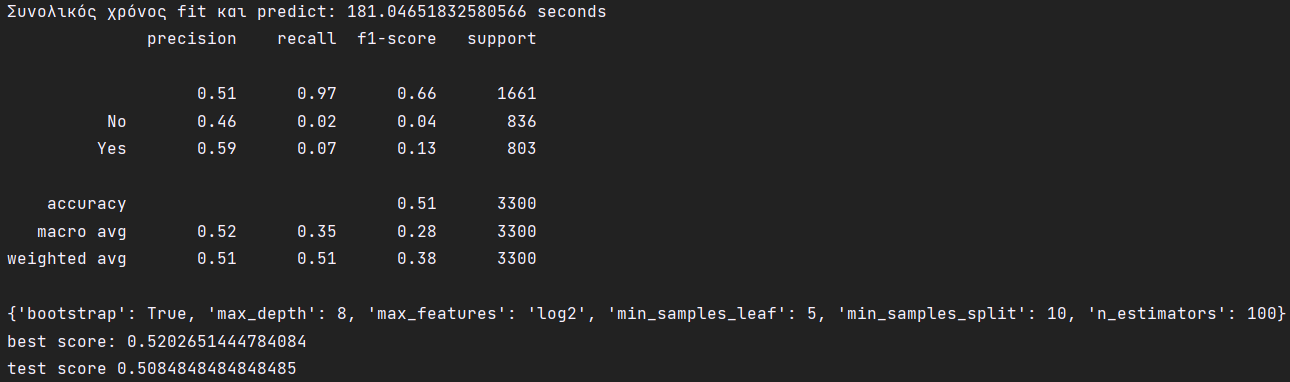 Συνολικός χρόνος fit και predict: 181.04651832580566 seconds
precision recall f1-score support
0.51 0.97 0.66 1661
No 0.46 0.02 0.04 836
Yes 0.59 0.07 0.13 803
accuracy 0.51 3300
macro avg 0.52 0.35 0.28 3300
weighted avg 0.51 0.51 0.38 3300
{'bootstrap': True, 'max_depth': 8, 'max_features': 'log2', 'min_samples_leaf': 5, 'min_samples_split': 10, 'n_estimators': 100}
best score: 0.5202651444784084
test score 0.5084848484848485